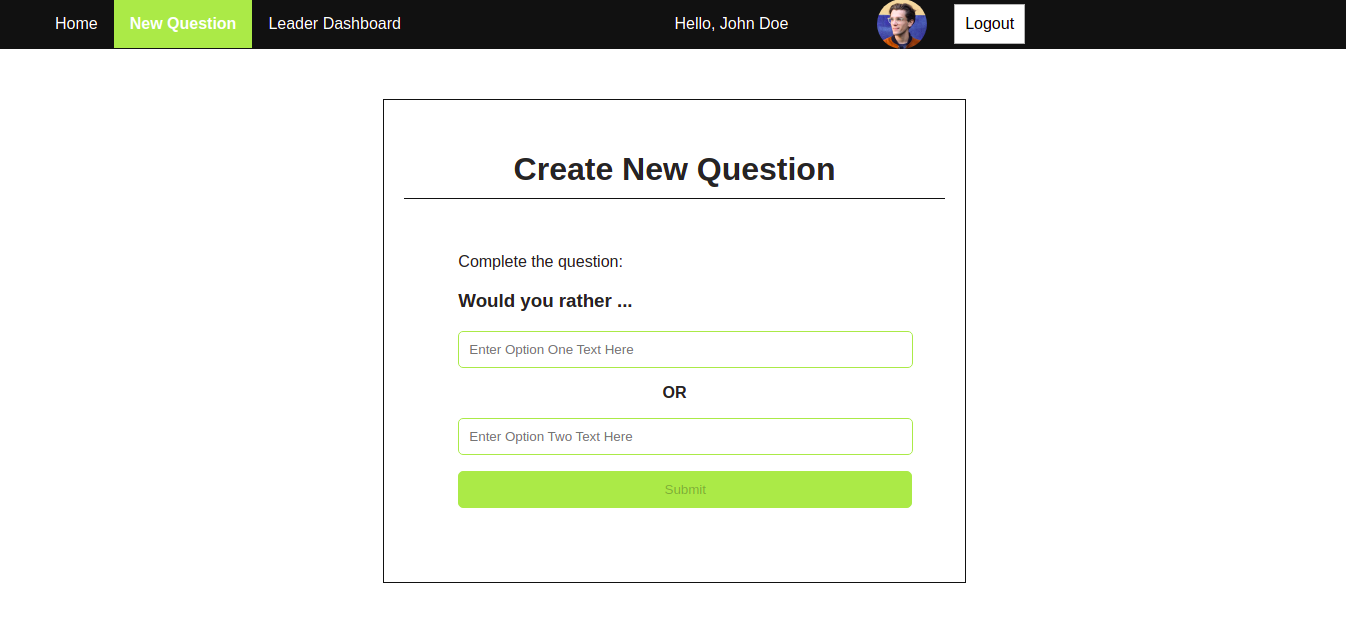 Home New Question Leader Dashboard Hello, John Doe Logout
Create New Question
Complete the question:
Would you rather ...
Enter Option One Text Here
OR
Enter Option Two Text Here
Submit